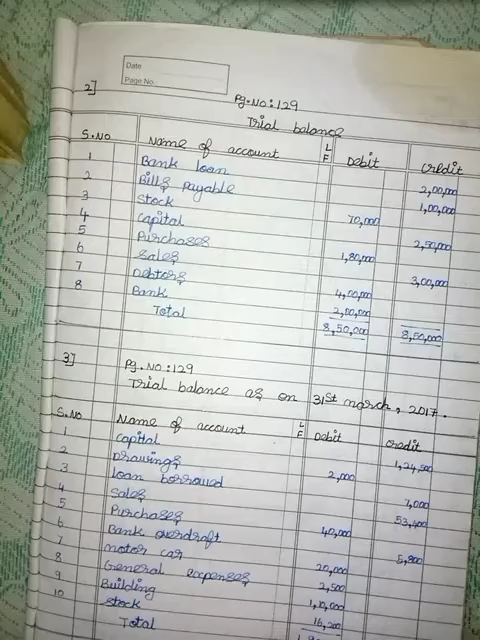 Date
Page No.
2]
Pg.No:129
Trial balance
S.No Name of account LF Debit Credit
1 Bank loan 2,00,000
2 Bills payable 1,00,000
3 Stock 70,000
4 Capital 2,50,000
5 Purchases 1,80,000
6 Sales 3,00,000
7 Debtors 4,00,000
8 Bank 2,00,000
Total 8,50,000 8,50,000
3] Pg.No:129
Trial balance as on 31st march, 2017.
S.No Name of account LF Debit Credit
1 Capital 1,24,500
2 Drawings 2,000
3 Loan borrowed 7,000
4 Sales 53,400
5 Purchases 40,000
6 Bank overdraft 5,800
7 Motor car 20,000
8 General expenses 2,500
9 Building 1,10,000
10 Stock 16,200
Total